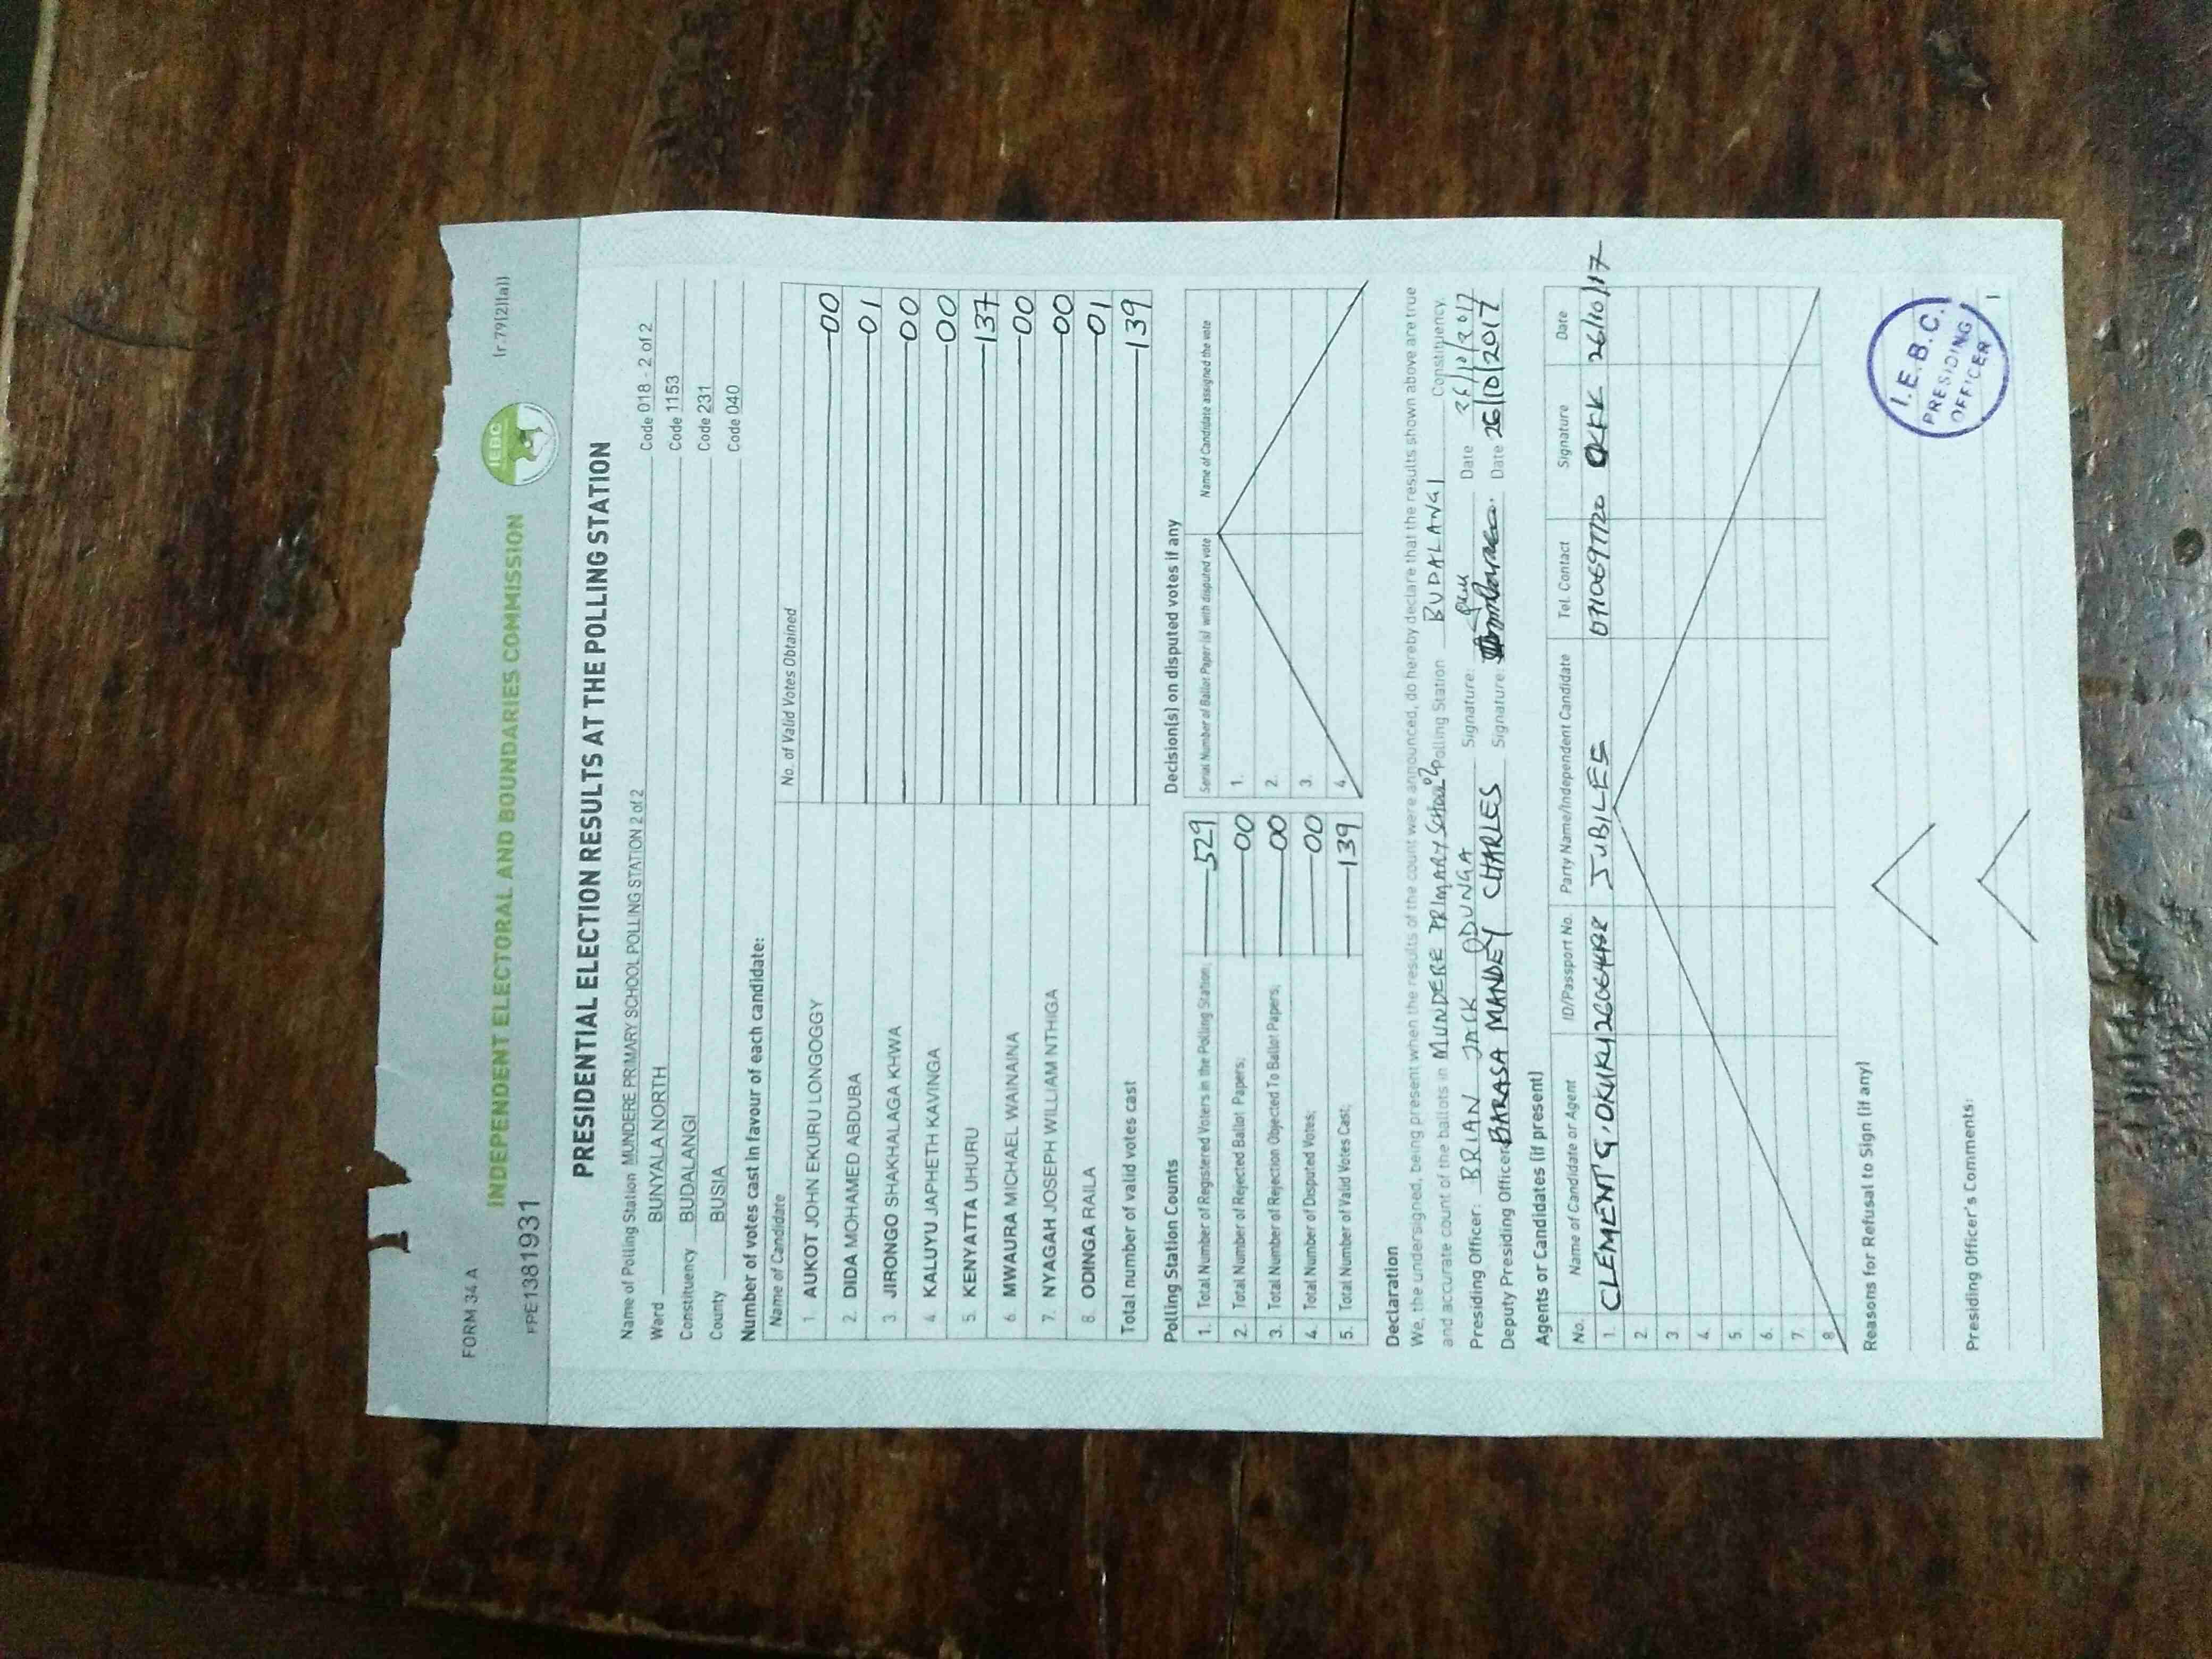 FORM 34 A
(r.79(2)(a))
IEBC
INDEPENDENT ELECTORAL AND BOUNDARIES COMMISSION
PPE1381931
PRESIDENTIAL ELECTION RESULTS AT THE POLLING STATION
Name of Polling Station MUNDERE PRIMARY SCHOOL POLLING STATION 2 of 2 Code 018 - 2 of 2
Ward BUNYALA NORTH Code 1153
Constituency BUDALANGI Code 231
County BUSIA Code 040
Number of votes cast in favour of each candidate:
Name of Candidate No. of Valid Votes Obtained
1. AUKOT JOHN EKURU LONGOGGY 00
2. DIDA MOHAMED ABDUBA 01
3. JIRONGO SHAKHALAGA KHWA 00
4. KALUYU JAPHETH KAVINGA 00
5. KENYATTA UHURU 137
6 MWAURA MICHAEL WAINAINA 00
7. NYAGAH JOSEPH WILLIAM NTHIGA 00
8. ODINGA RAILA 01
Total number of valid votes cast 139
Polling Station Counts
1. Total Number of Registered Voters in the Polling Station; 529
2. Total Number of Rejected Ballot Papers; 00
3. Total Number of Rejection Objected To Ballot Papers; 00
4. Total Number of Disputed Votes; 00
5. Total Number of Valid Votes Cast; 139
Decision(s) on disputed votes if any
Serial Number of Ballot Paper (s) with disputed vote Name of Candidate assigned the vote
1.
2.
3.
4.
Declaration
We, the undersigned, being present when the results of the count were announced, do hereby declare that the results shown above are true
and accurate count of the ballots in MUNDERE PRIMARY School Polling Station BUDALANGI Constituency.
Presiding Officer: BRIAN JACK ODUNGA Signature: Date 26/10/2017
Deputy Presiding Officer: BARASA MANDEY CHARLES Signature: Date 26/10/2017
Agents or Candidates (if present)
No. Name of Candidate or Agent ID/Passport No. Party Name/Independent Candidate Tel. Contact Signature Date
1. CLEMENT G. OKUKU JUBILEE 26/10/17
2.
3.
4.
5.
6.
7.
8
Reasons for Refusal to Sign (if any)
Presiding Officer's Comments:
I.E.B.C.
PRESIDING
OFFICER